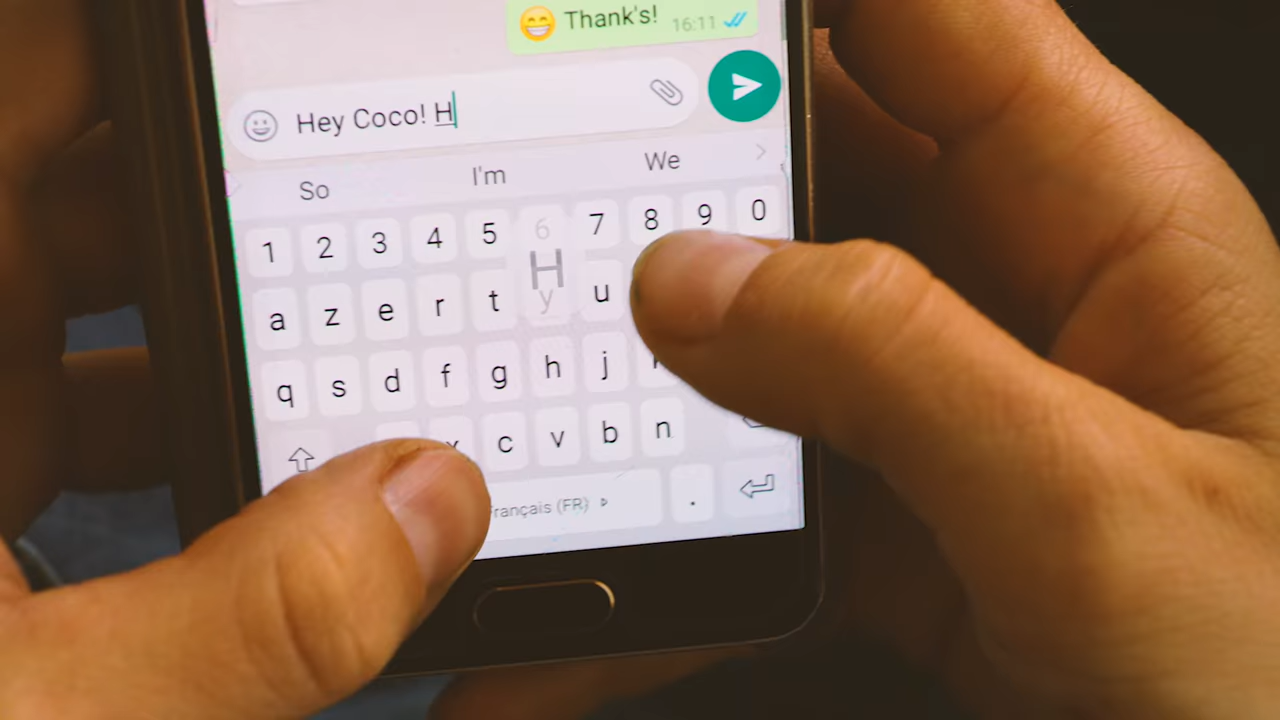 😁 Thank's! 16:11
Hey Coco! H
So I'm We
1 2 3 4 5 6 7 8 9 0
H
a z e r t y u
q s d f g h j
x c v b n
Français (FR) .